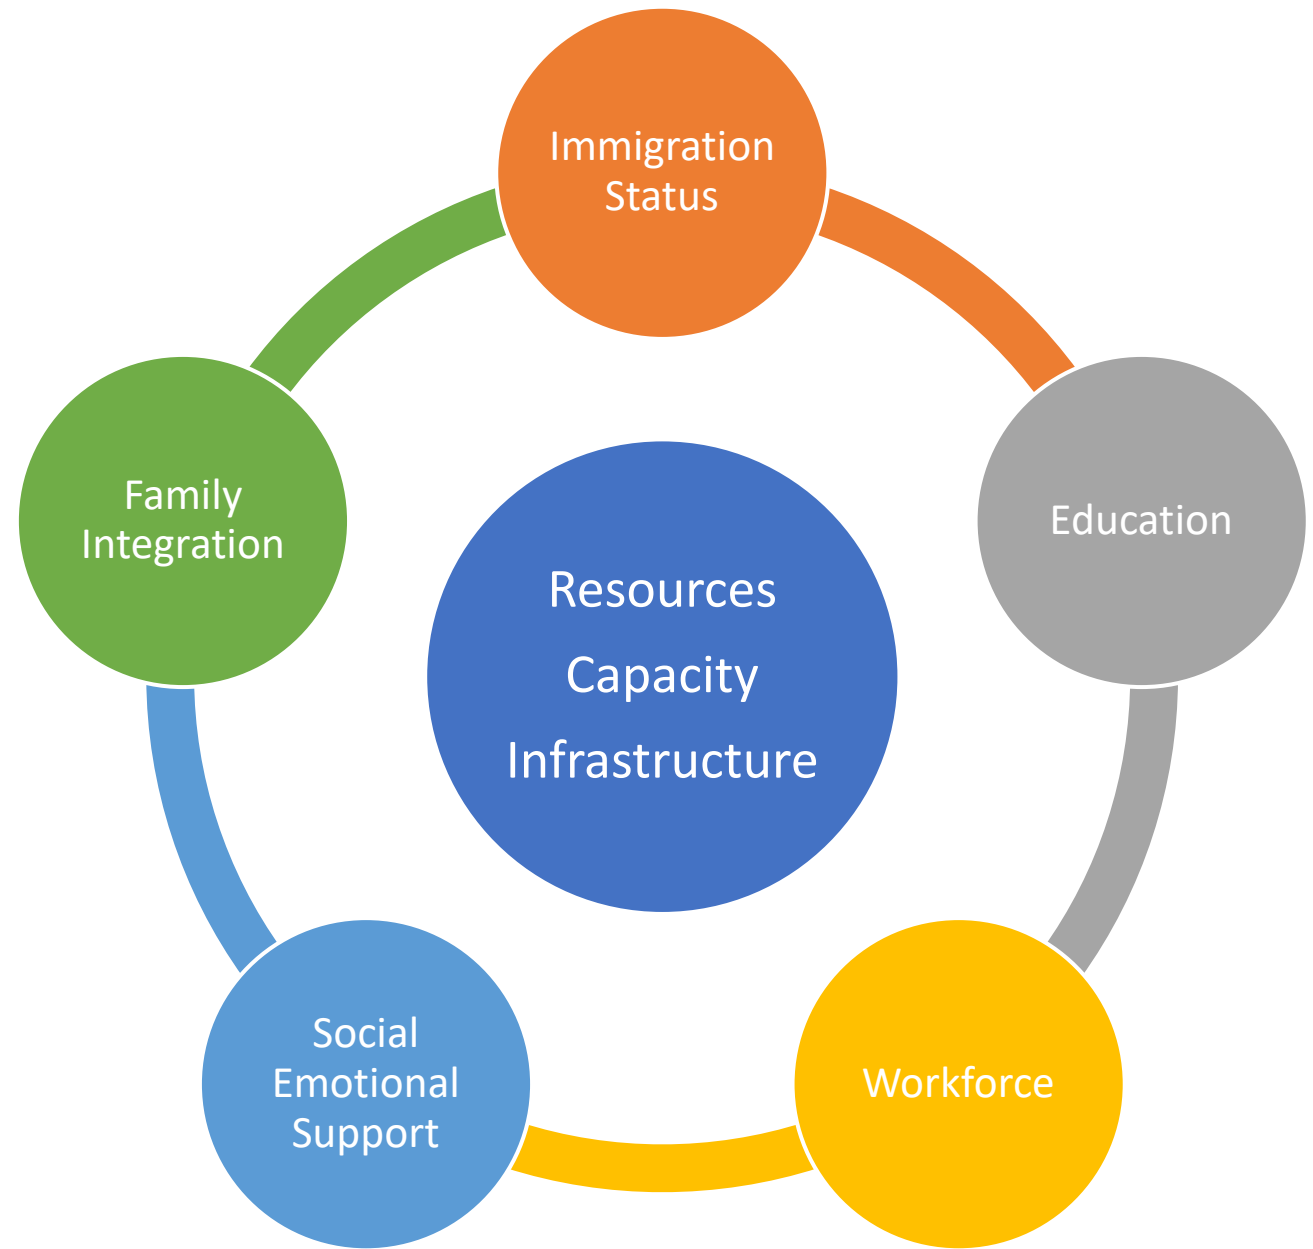 Immigration
Status
Education
Workforce
Social
Emotional
Support
Family
Integration
Resources
Capacity
Infrastructure